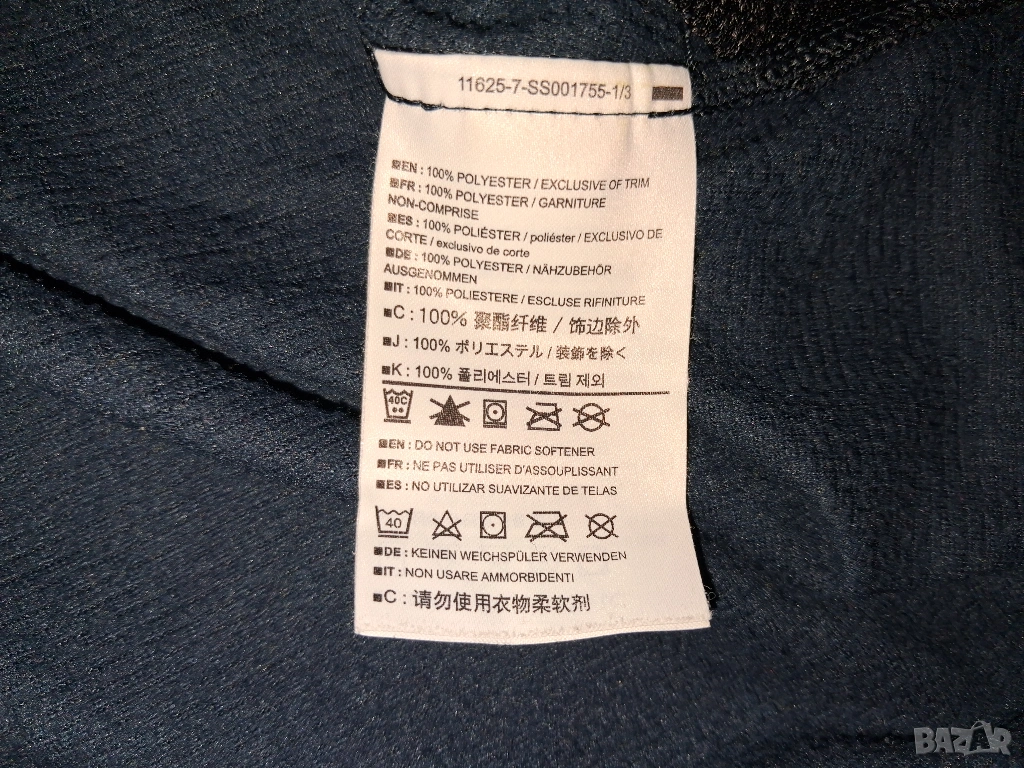 11625-7-SS001755-1/3
EN : 100% POLYESTER / EXCLUSIVE OF TRIM
FR : 100% POLYESTER / GARNITURE
NON-COMPRISE
ES : 100% POLIÉSTER / poliéster / EXCLUSIVO DE
CORTE / exclusivo de corte
DE : 100% POLYESTER / NÄHZUBEHÖR
AUSGENOMMEN
IT : 100% POLIESTERE / ESCLUSE RIFINITURE
C : 100% 聚酯纤维 / 饰边除外
J : 100% ポリエステル / 装飾を除く
K : 100% 폴리에스터 / 트림 제외
40C
EN : DO NOT USE FABRIC SOFTENER
FR : NE PAS UTILISER D'ASSOUPLISSANT
ES : NO UTILIZAR SUAVIZANTE DE TELAS
40
DE : KEINEN WEICHSPÜLER VERWENDEN
IT : NON USARE AMMORBIDENTI
C : 请勿使用衣物柔软剂
BAZAR